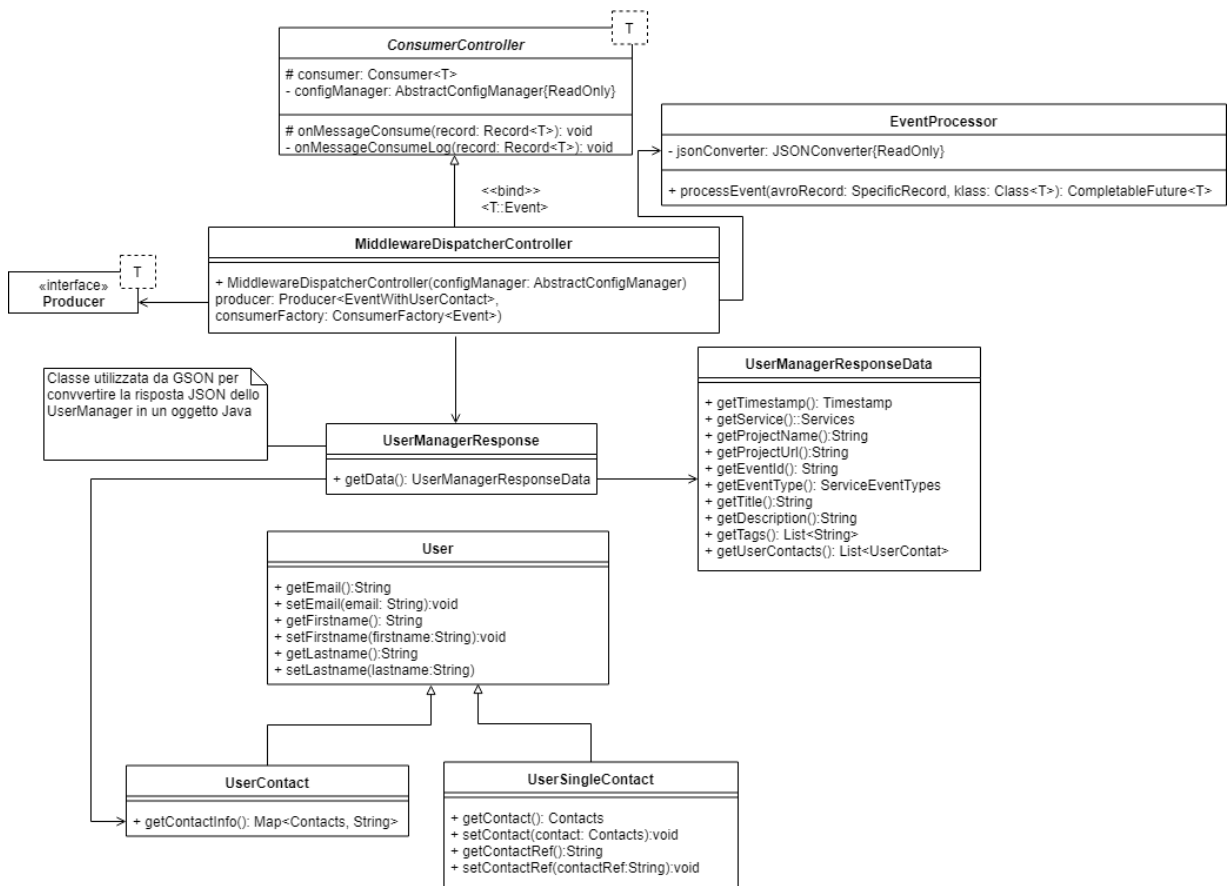 T
ConsumerController
# consumer: Consumer<T>
- configManager: AbstractConfigManager{ReadOnly}
# onMessageConsume(record: Record<T>): void
- onMessageConsumeLog(record: Record<T>): void
EventProcessor
- jsonConverter: JSONConverter{ReadOnly}
+ processEvent(avroRecord: SpecificRecord, klass: Class<T>): CompletableFuture<T>
<<bind>>
<T::Event>
MiddlewareDispatcherController
+ MiddlewareDispatcherController(configManager: AbstractConfigManager)
producer: Producer<EventWithUserContact>,
consumerFactory: ConsumerFactory<Event>)
T
«interface»
Producer
Classe utilizzata da GSON per
convvertire la risposta JSON dello
UserManager in un oggetto Java
UserManagerResponse
+ getData(): UserManagerResponseData
UserManagerResponseData
+ getTimestamp(): Timestamp
+ getService()::Services
+ getProjectName():String
+ getProjectUrl():String
+ getEventId(): String
+ getEventType(): ServiceEventTypes
+ getTitle():String
+ getDescription():String
+ getTags(): List<String>
+ getUserContacts(): List<UserContat>
User
+ getEmail():String
+ setEmail(email: String):void
+ getFirstname(): String
+ setFirstname(firstname:String):void
+ getLastname():String
+ setLastname(lastname:String)
UserContact
+ getContactInfo(): Map<Contacts, String>
UserSingleContact
+ getContact(): Contacts
+ setContact(contact: Contacts):void
+ getContactRef():String
+ setContactRef(contactRef:String):void